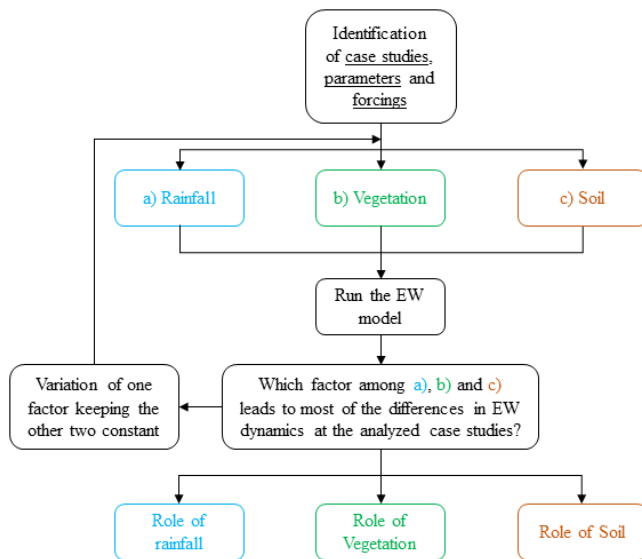 Identification
of case studies,
parameters and
forcings
a) Rainfall
b) Vegetation
c) Soil
Run the EW
model
Variation of one
factor keeping the
other two constant
Which factor among a), b) and c)
leads to most of the differences in EW
dynamics at the analyzed case studies?
Role of
rainfall
Role of
Vegetation
Role of Soil